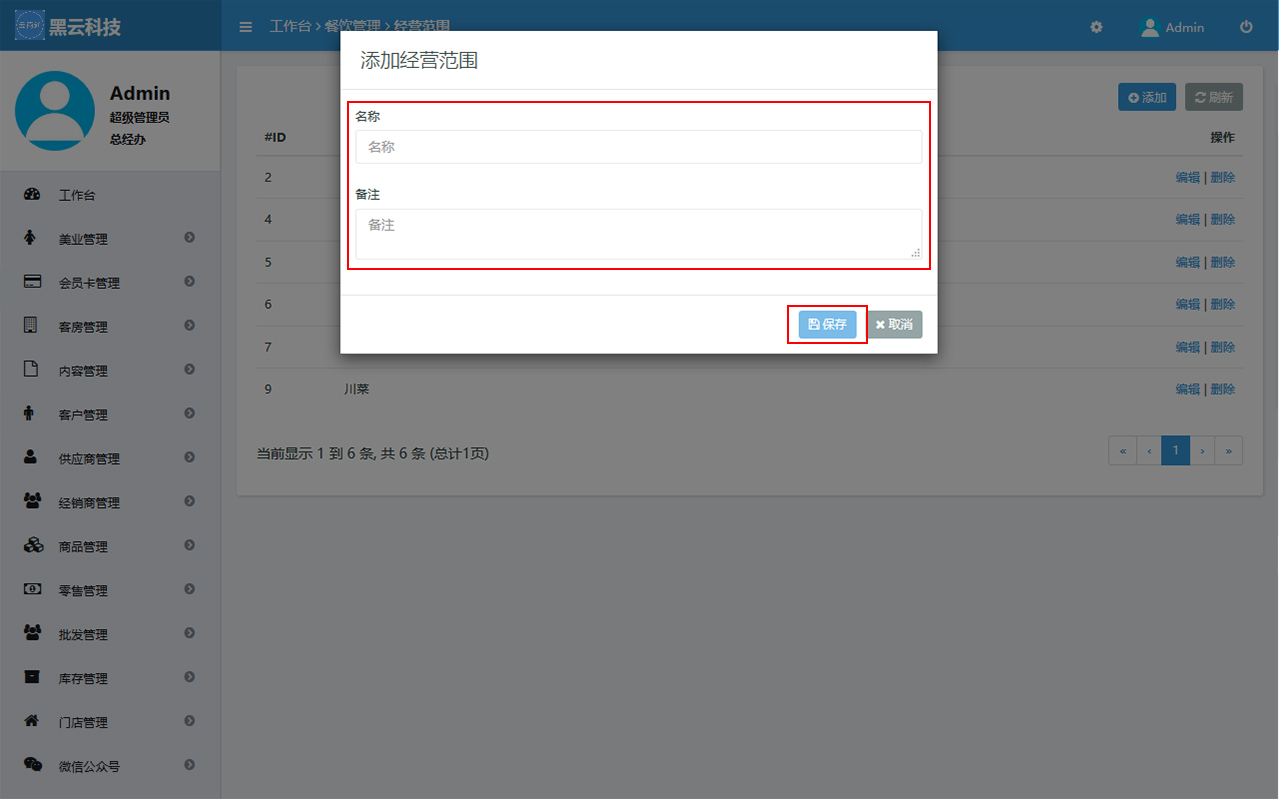 黑云科技
工作台 > 餐饮管理 > 经营范围
Admin
Admin
超级管理员
总经办
工作台
美业管理
会员卡管理
客房管理
内容管理
客户管理
供应商管理
经销商管理
商品管理
零售管理
批发管理
库存管理
门店管理
微信公众号
添加经营范围
名称
名称
备注
备注
保存
取消
添加
刷新
#ID
操作
2
编辑 | 删除
4
编辑 | 删除
5
编辑 | 删除
6
编辑 | 删除
7
编辑 | 删除
9
川菜
编辑 | 删除
当前显示 1 到 6 条, 共 6 条 (总计1页)
« ‹ 1 › »